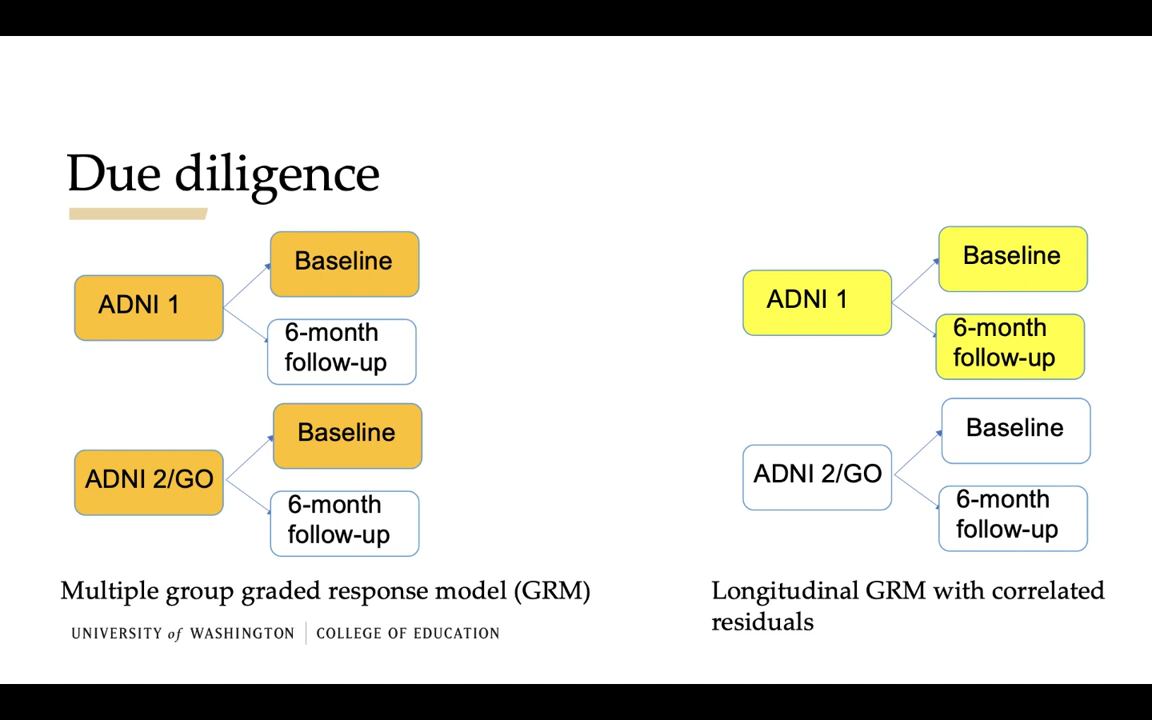 Due diligence
ADNI 1
Baseline
6-month
follow-up
ADNI 2/GO
Baseline
6-month
follow-up
Multiple group graded response model (GRM)
ADNI 1
Baseline
6-month
follow-up
ADNI 2/GO
Baseline
6-month
follow-up
Longitudinal GRM with correlated
residuals
UNIVERSITY of WASHINGTON | COLLEGE OF EDUCATION